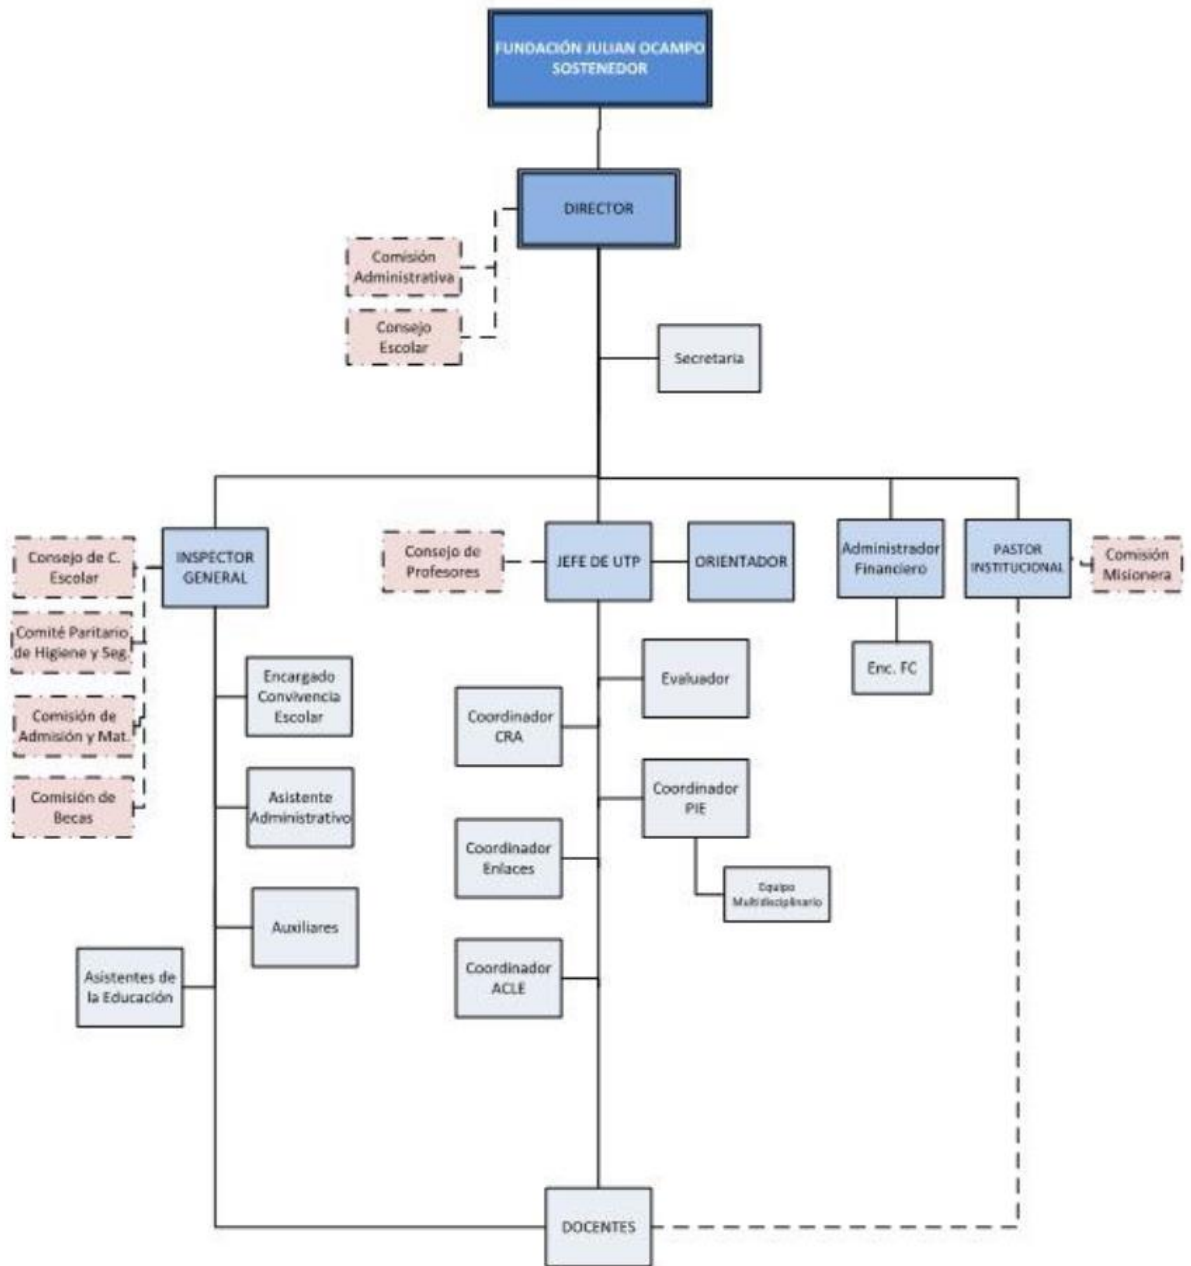 FUNDACIÓN JULIAN OCAMPO
SOSTENEDOR
DIRECTOR
Comisión
Administrativa
Consejo
Escolar
Secretaria
Consejo de C.
Escolar
INSPECTOR
GENERAL
Consejo de
Profesores
JEFE DE UTP
ORIENTADOR
Administrador
Financiero
PASTOR
INSTITUCIONAL
Comisión
Misionera
Comité Paritario
de Higiene y Seg.
Encargado
Convivencia
Escolar
Evaluador
Enc. FC
Comisión de
Admisión y Mat.
Coordinador
CRA
Comisión de
Becas
Asistente
Administrativo
Coordinador
PIE
Coordinador
Enlaces
Equipo
Multidisciplinario
Auxiliares
Asistentes de
la Educación
Coordinador
ACLE
DOCENTES